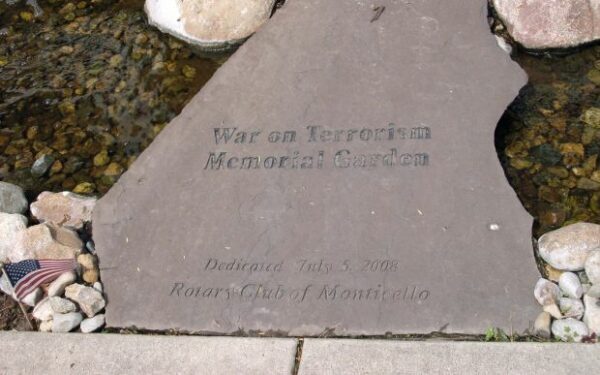 War on Terrorism
Memorial Garden
Dedicated July 5, 2008
Rotary Club of Monticello